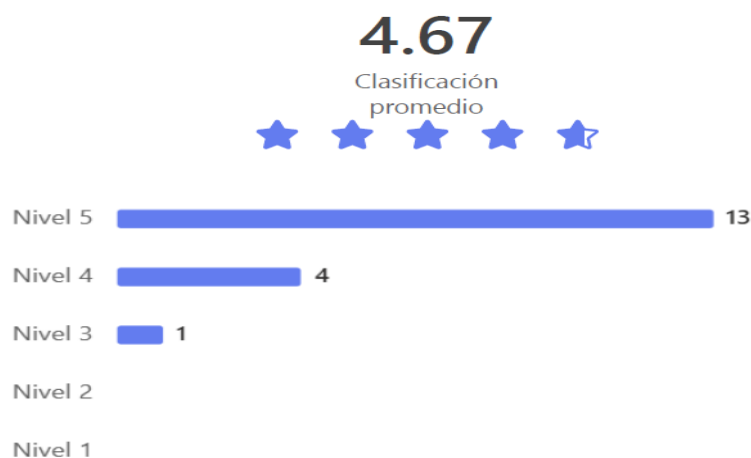 4.67
Clasificación
promedio
Nivel 5 13
Nivel 4 4
Nivel 3 1
Nivel 2
Nivel 1